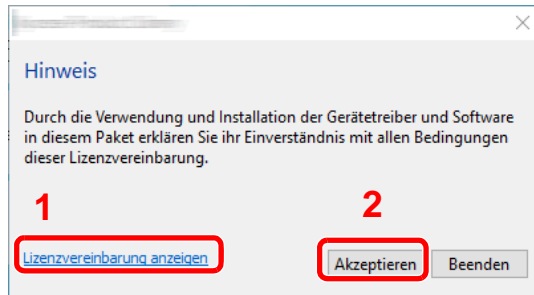 Hinweis
Durch die Verwendung und Installation der Gerätetreiber und Software
in diesem Paket erklären Sie ihr Einverständnis mit allen Bedingungen
dieser Lizenzvereinbarung.
1
2
Lizenzvereinbarung anzeigen
Akzeptieren Beenden